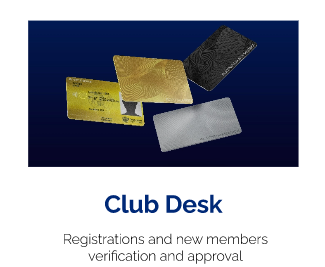 Club Desk
Registrations and new members
verification and approval